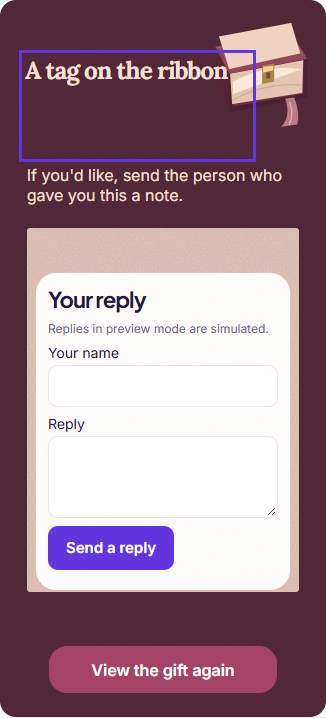 A tag on the ribbon
If you'd like, send the person who
gave you this a note.
Your reply
Replies in preview mode are simulated.
Your name
Reply
Send a reply
View the gift again